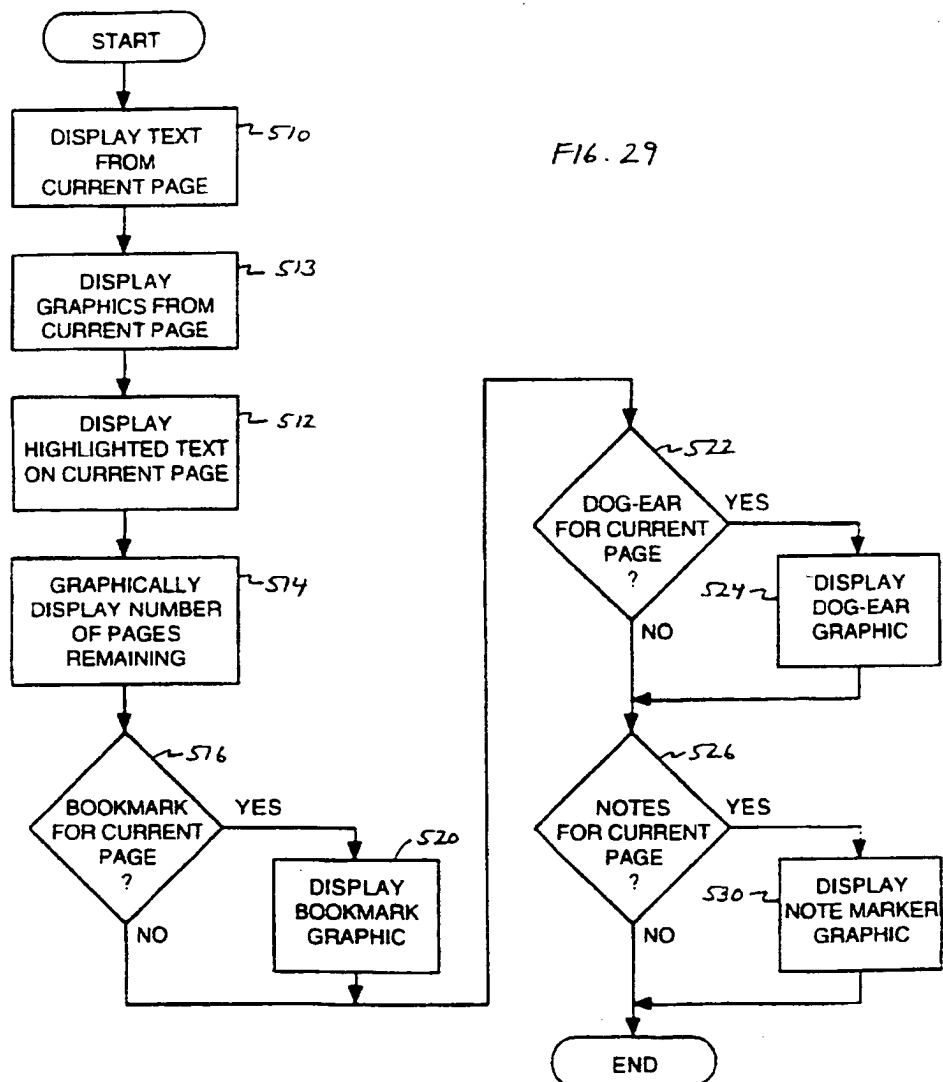 START
DISPLAY TEXT
FROM
CURRENT PAGE
510
FIG. 29
DISPLAY
GRAPHICS FROM
CURRENT PAGE
513
DISPLAY
HIGHLIGHTED TEXT
ON CURRENT PAGE
512
GRAPHICALLY
DISPLAY NUMBER
OF PAGES
REMAINING
514
516
BOOKMARK
FOR CURRENT
PAGE
?
YES
NO
520
DISPLAY
BOOKMARK
GRAPHIC
522
DOG-EAR
FOR CURRENT
PAGE
?
YES
NO
524
DISPLAY
DOG-EAR
GRAPHIC
526
NOTES
FOR CURRENT
PAGE
?
YES
NO
530
DISPLAY
NOTE MARKER
GRAPHIC
END